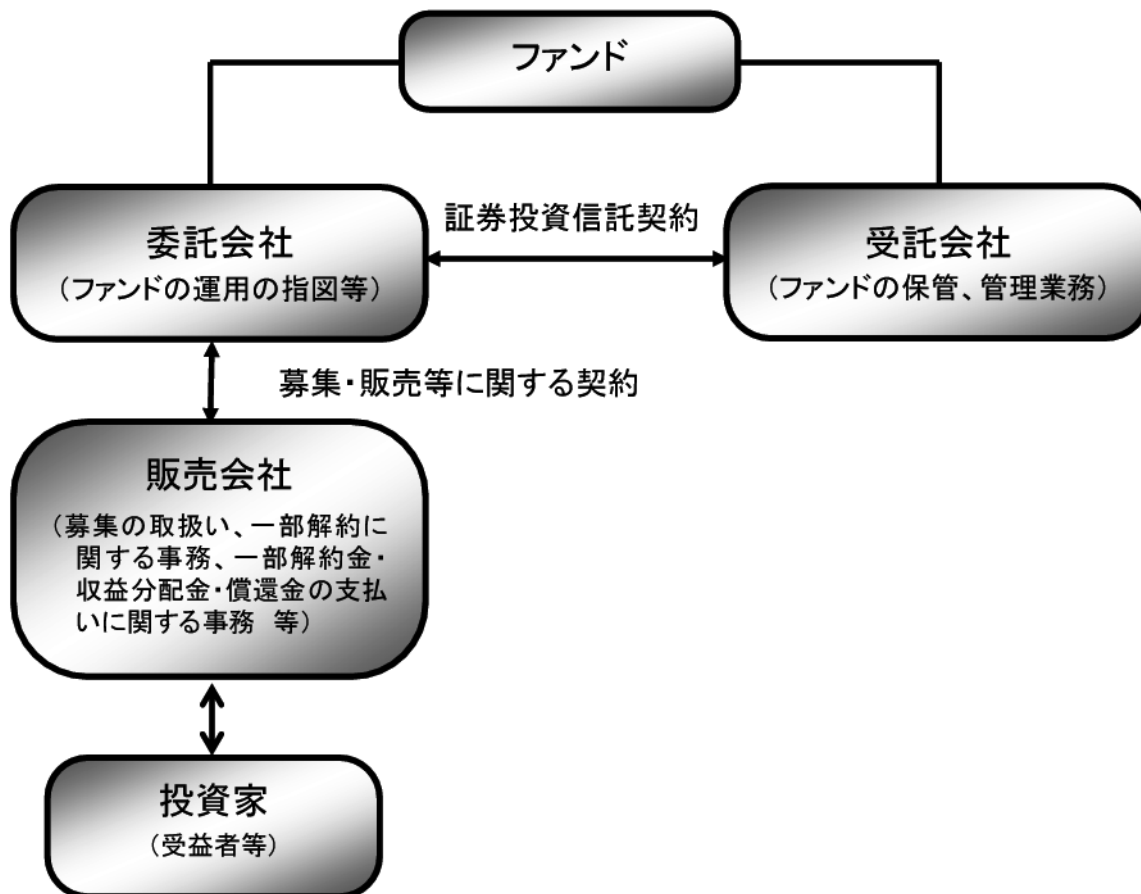 ファンド
委託会社
（ファンドの運用の指図等）
証券投資信託契約
受託会社
（ファンドの保管、管理業務）
募集・販売等に関する契約
販売会社
（募集の取扱い、一部解約に
関する事務、一部解約金・
収益分配金・償還金の支払
いに関する事務　等）
投資家
（受益者等）